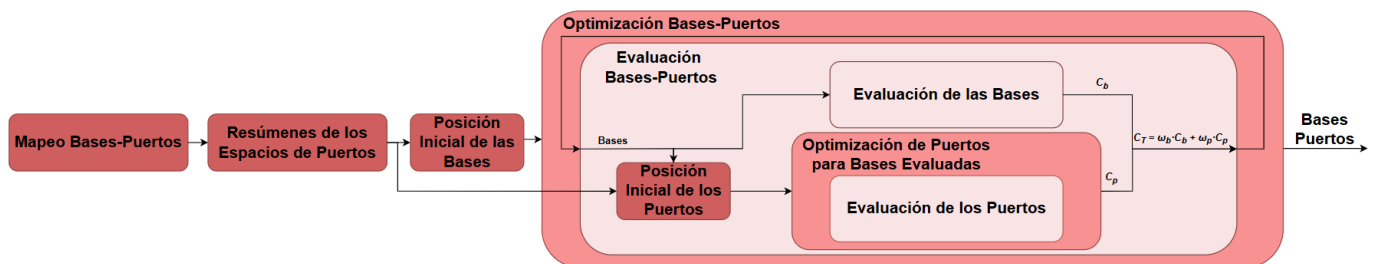 Mapeo Bases-Puertos
Resúmenes de los
Espacios de Puertos
Posición
Inicial de las
Bases
Optimización Bases-Puertos
Evaluación
Bases-Puertos
Bases
Posición
Inicial de los
Puertos
Evaluación de las Bases
C_b
Optimización de Puertos
para Bases Evaluadas
Evaluación de los Puertos
C_p
C_T = ω_b·C_b + ω_p·C_p
Bases
Puertos